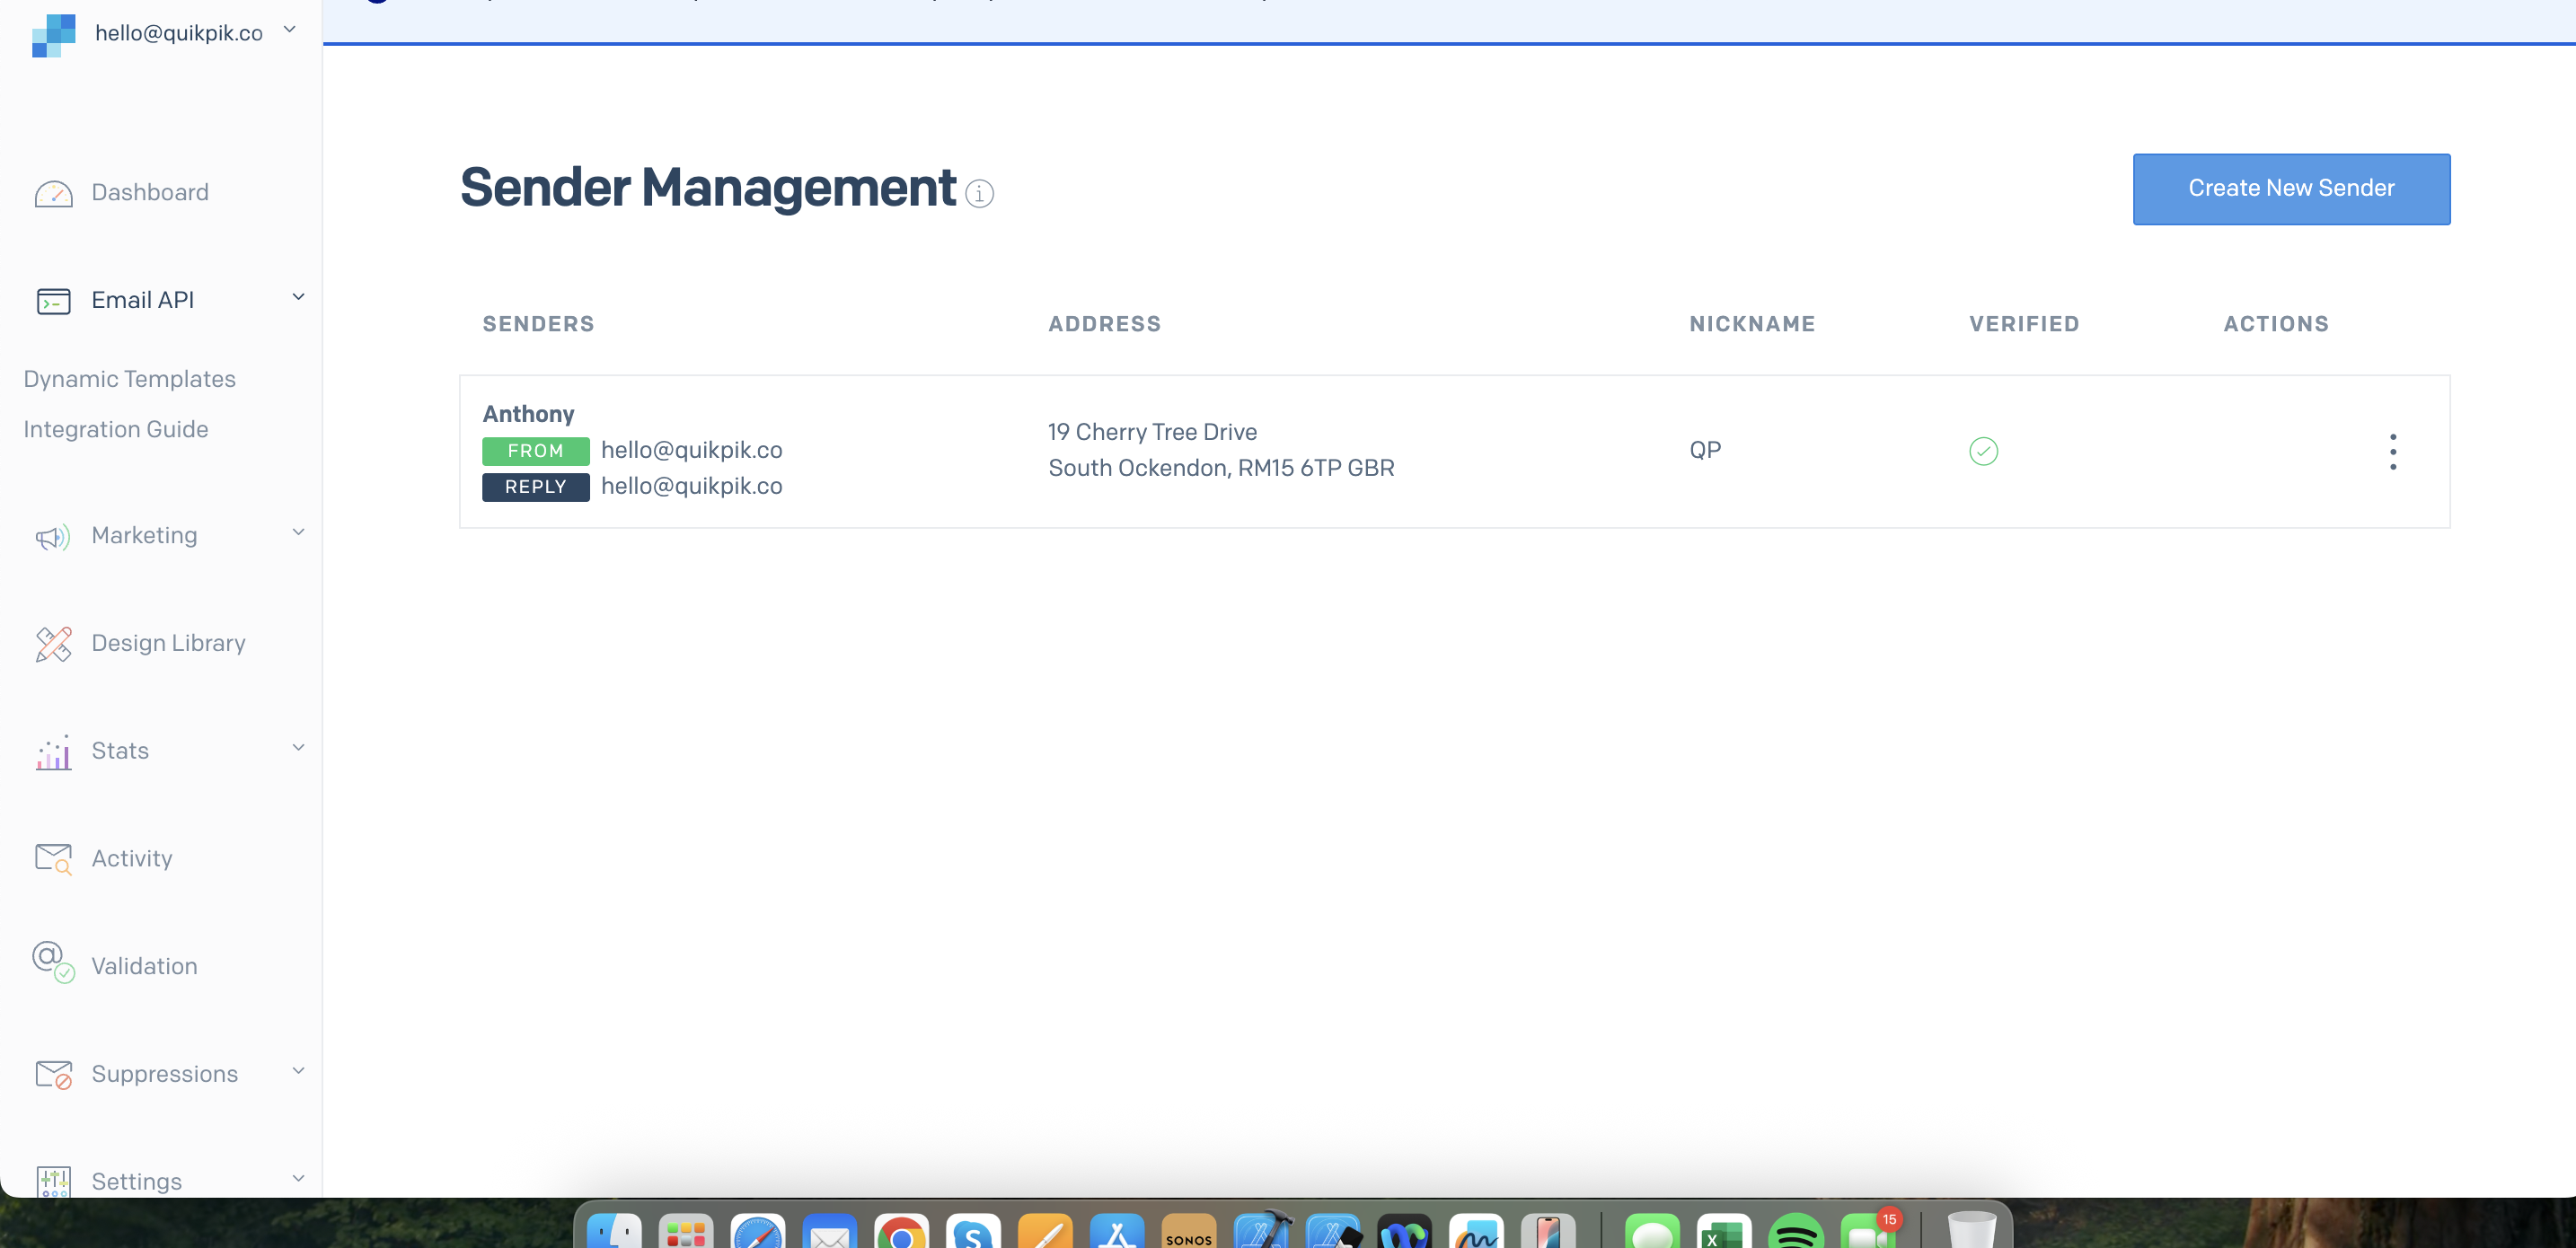 hello@quikpik.co
Dashboard
Email API
Dynamic Templates
Integration Guide
Marketing
Design Library
Stats
Activity
Validation
Suppressions
Settings
Sender Management
Create New Sender
SENDERS ADDRESS NICKNAME VERIFIED ACTIONS
Anthony
FROM hello@quikpik.co
REPLY hello@quikpik.co
19 Cherry Tree Drive
South Ockendon, RM15 6TP GBR
QP
SONOS
15